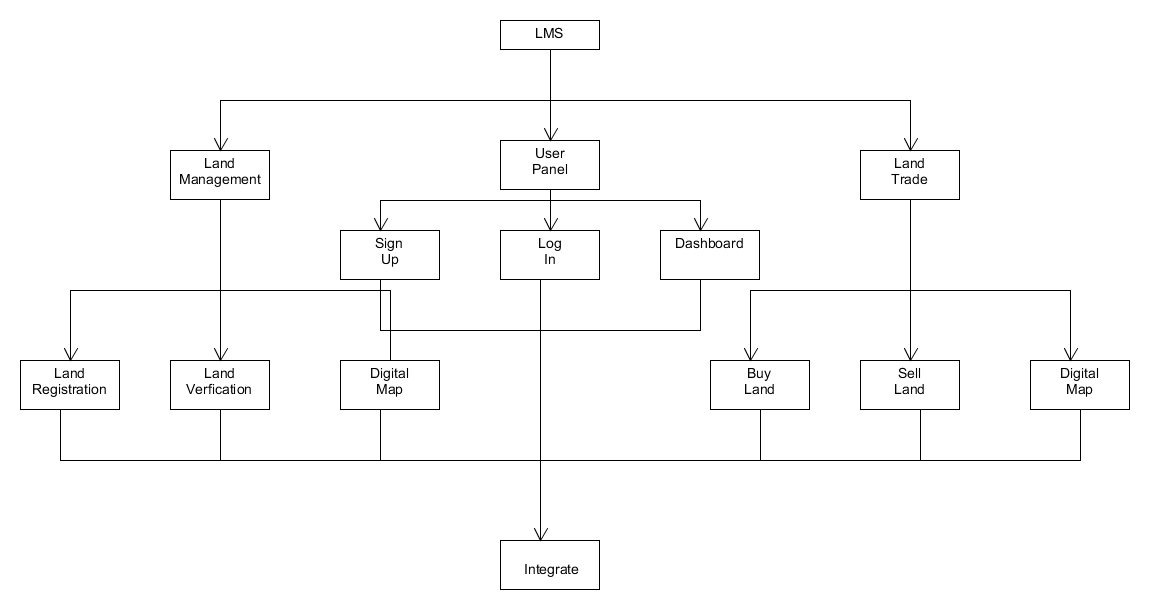 LMS
Land
Management
User
Panel
Land
Trade
Sign
Up
Log
In
Dashboard
Land
Registration
Land
Verfication
Digital
Map
Buy
Land
Sell
Land
Digital
Map
Integrate